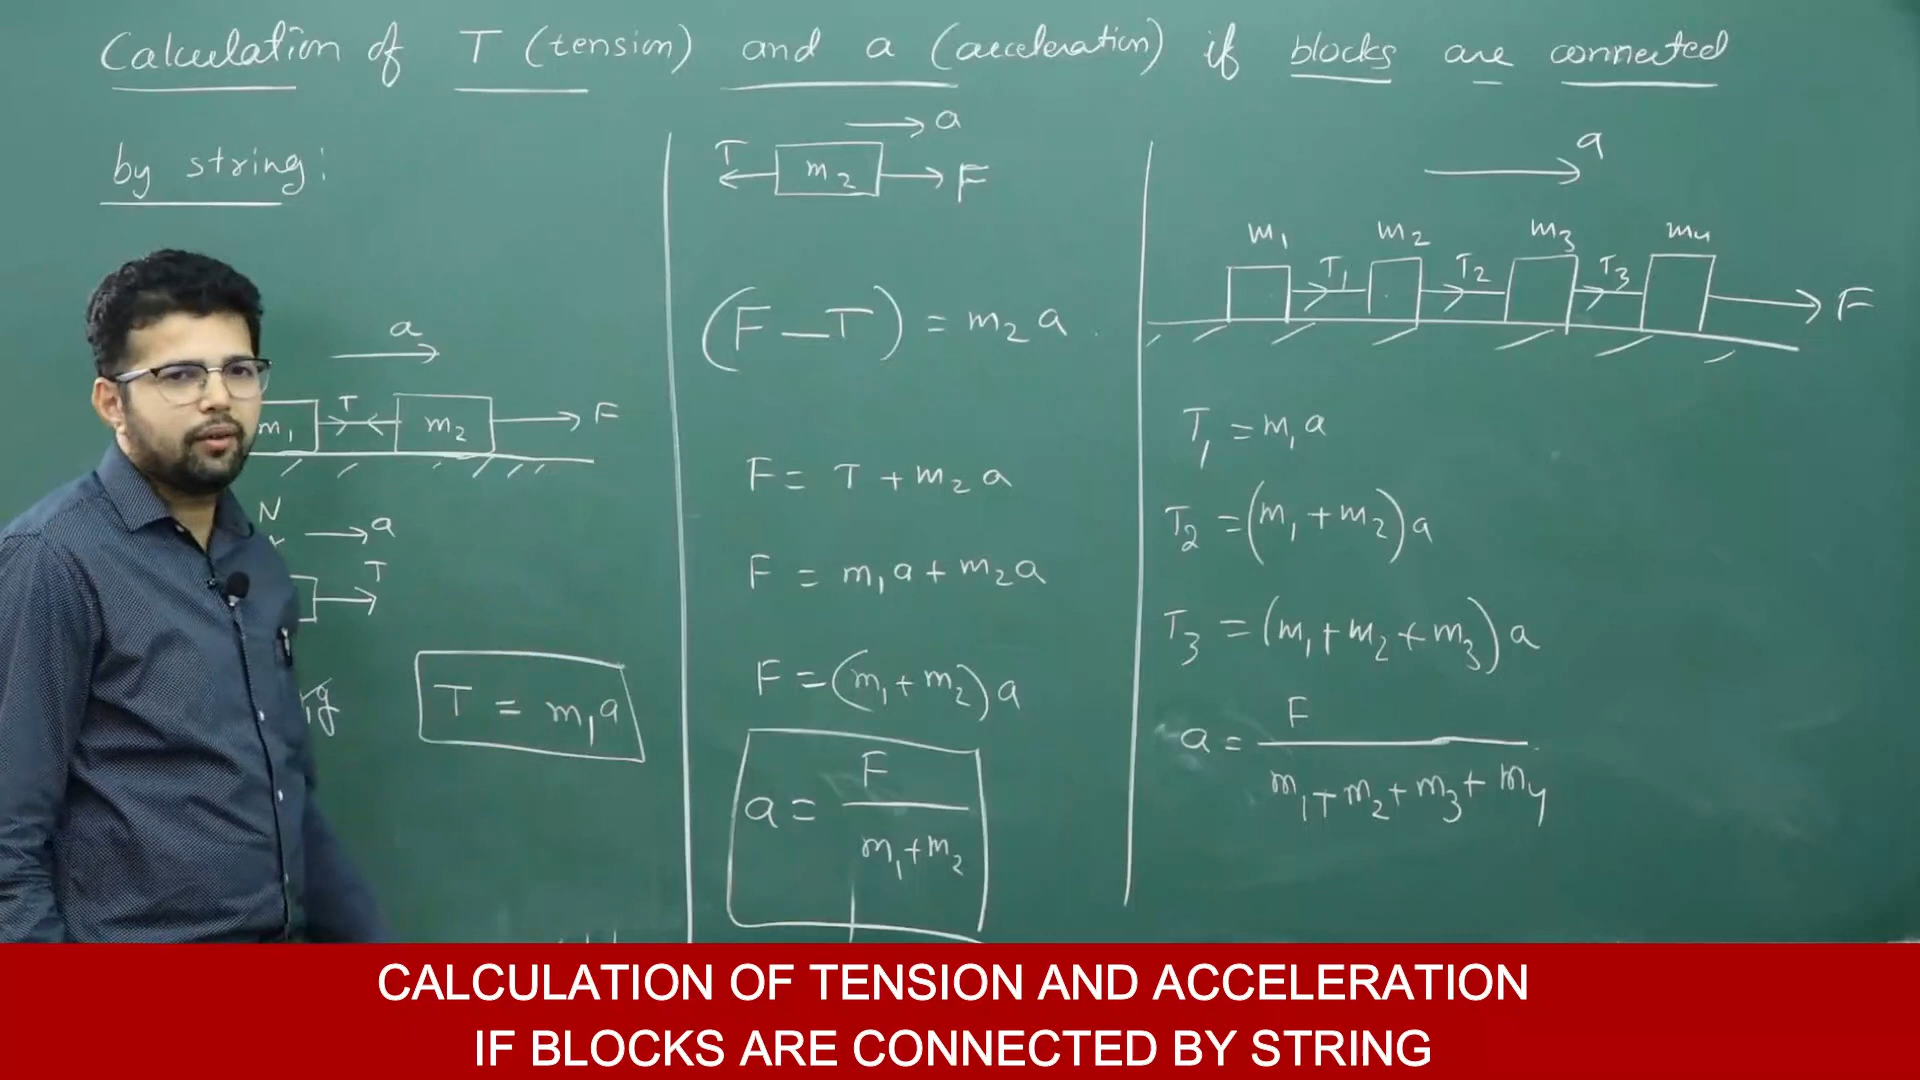 Calculation of T (tension) and a (acceleration) if blocks are connected
by string:
a
m₁ T m₂ F
N
a
T
T = m₁a
a
T m₂ F
(F - T) = m₂a
F = T + m₂a
F = m₁a + m₂a
F = (m₁ + m₂)a
a = F / (m₁ + m₂)
a
m₁ m₂ m₃ m₄
T₁ T₂ T₃ F
T₁ = m₁a
T₂ = (m₁ + m₂)a
T₃ = (m₁ + m₂ + m₃)a
a = F / (m₁ + m₂ + m₃ + m₄)
CALCULATION OF TENSION AND ACCELERATION
IF BLOCKS ARE CONNECTED BY STRING